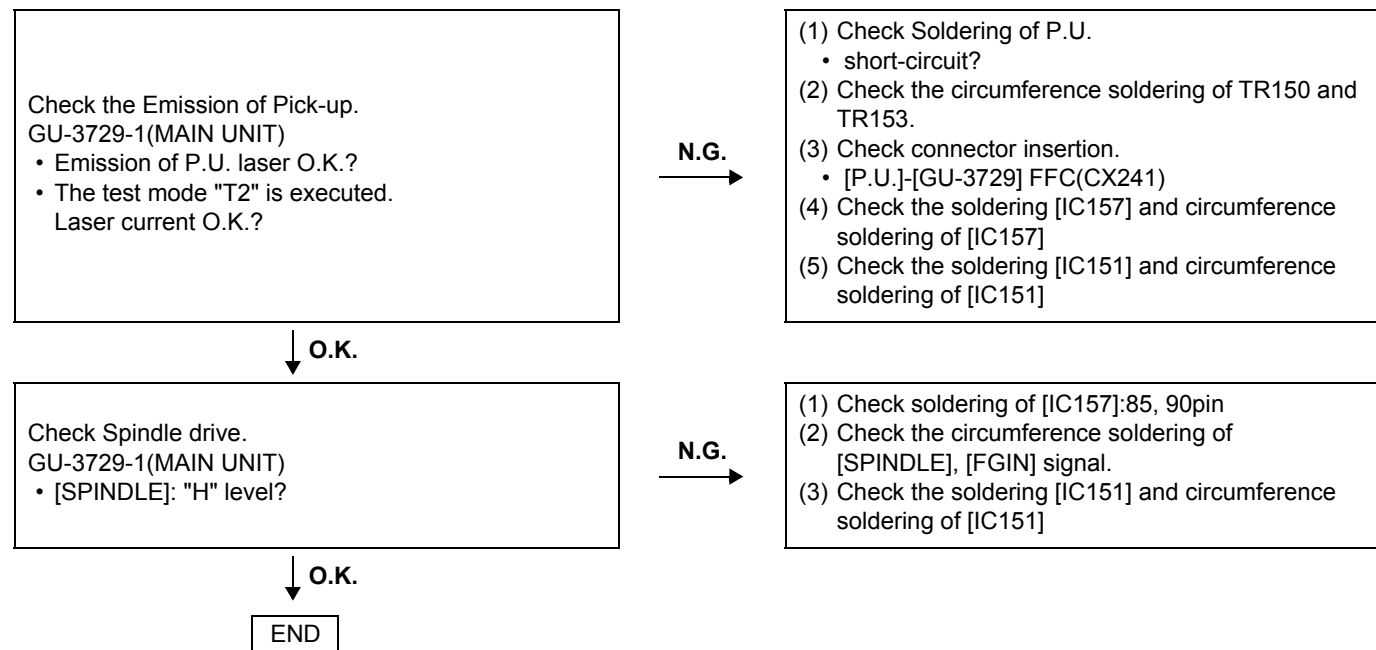 Check the Emission of Pick-up.
GU-3729-1(MAIN UNIT)
• Emission of P.U. laser O.K.?
• The test mode "T2" is executed.
Laser current O.K.?
N.G.
(1) Check Soldering of P.U.
• short-circuit?
(2) Check the circumference soldering of TR150 and
TR153.
(3) Check connector insertion.
• [P.U.]-[GU-3729] FFC(CX241)
(4) Check the soldering [IC157] and circumference
soldering of [IC157]
(5) Check the soldering [IC151] and circumference
soldering of [IC151]
O.K.
Check Spindle drive.
GU-3729-1(MAIN UNIT)
• [SPINDLE]: "H" level?
N.G.
(1) Check soldering of [IC157]:85, 90pin
(2) Check the circumference soldering of
[SPINDLE], [FGIN] signal.
(3) Check the soldering [IC151] and circumference
soldering of [IC151]
O.K.
END